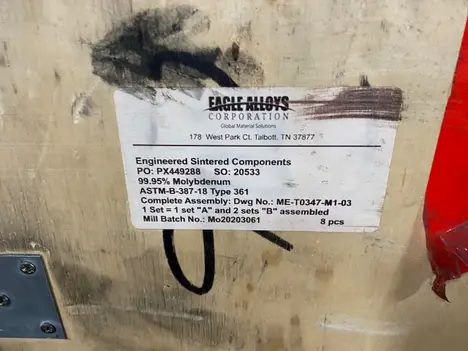 EAGLE ALLOYS
CORPORATION
Global Material Solutions
178 West Park Ct. Talbott, TN 37877
Engineered Sintered Components
PO: PX449288 SO: 20533
99.95% Molybdenum
ASTM-B-387-18 Type 361
Complete Assembly: Dwg No.: ME-T0347-M1-03
1 Set = 1 set "A" and 2 sets "B" assembled
Mill Batch No.: Mo20203061 8 pcs